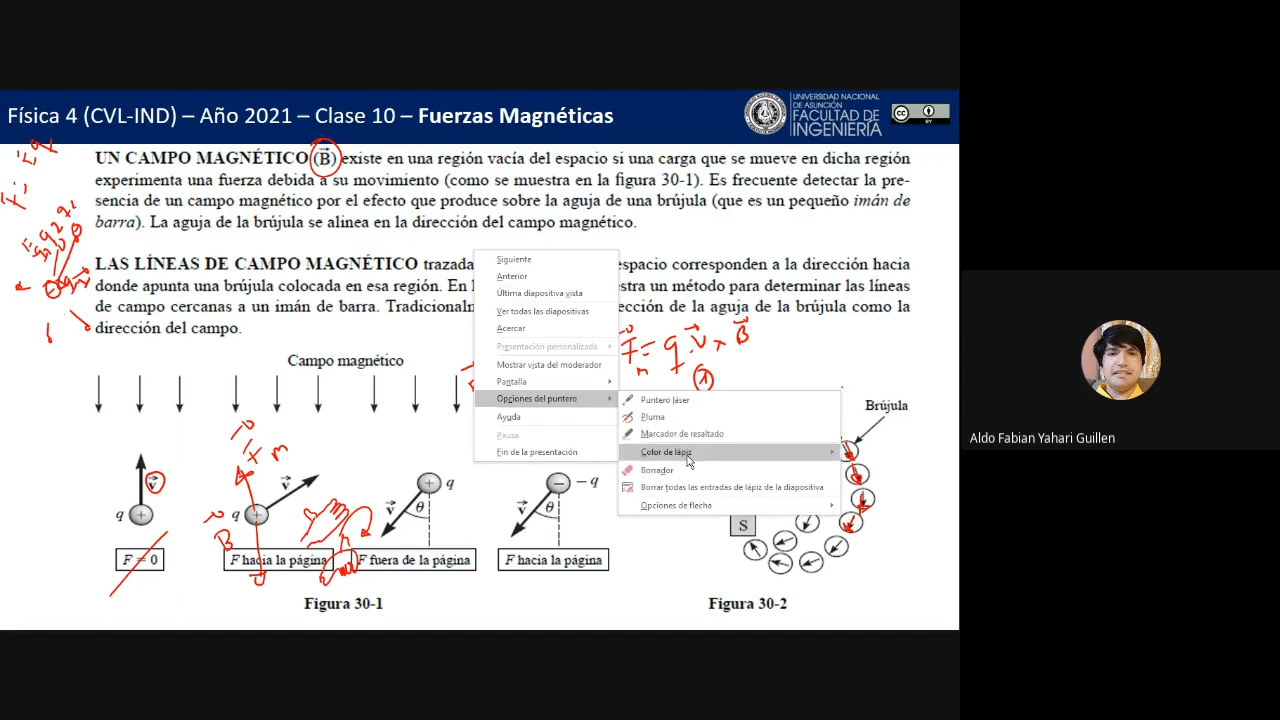 Física 4 (CVL-IND) – Año 2021 – Clase 10 – Fuerzas Magnéticas
UNIVERSIDAD NACIONAL
DE ASUNCIÓN
FACULTAD DE
INGENIERÍA
cc
BY
UN CAMPO MAGNÉTICO (B) existe en una región vacía del espacio si una carga que se mueve en dicha región
experimenta una fuerza debida a su movimiento (como se muestra en la figura 30-1). Es frecuente detectar la pre-
sencia de un campo magnético por el efecto que produce sobre la aguja de una brújula (que es un pequeño imán de
barra). La aguja de la brújula se alinea en la dirección del campo magnético.
LAS LÍNEAS DE CAMPO MAGNÉTICO trazada espacio corresponden a la dirección hacia
donde apunta una brújula colocada en esa región. En l stra un método para determinar las líneas
de campo cercanas a un imán de barra. Tradicionalm ección de la aguja de la brújula como la
dirección del campo.
Siguiente
Anterior
Última diapositiva vista
Ver todas las diapositivas
Acercar
Presentación personalizada
Mostrar vista del moderador
Pantalla
Opciones del puntero
Ayuda
Pausa
Fin de la presentación
Puntero láser
Pluma
Marcador de resaltado
Color de lápiz
Borrador
Borrar todas las entradas de lápiz de la diapositiva
Opciones de flecha
F m = q . v x B
Campo magnético
Brújula
v
q
F = 0
F m
v
q
B
F hacia la página
q
v
θ
F fuera de la página
−q
v
θ
F hacia la página
S
Figura 30-1
Figura 30-2
Aldo Fabian Yahari Guillen